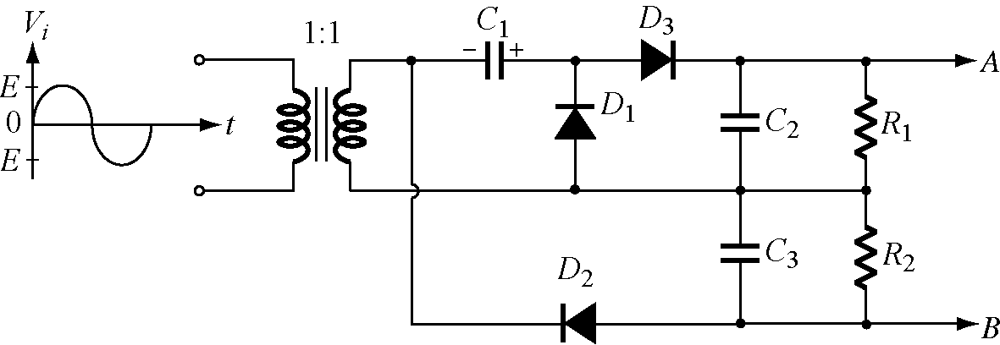 V_i
E
0
E
t
1:1
C_1
− +
D_1
D_3
C_2
R_1
A
D_2
C_3
R_2
B